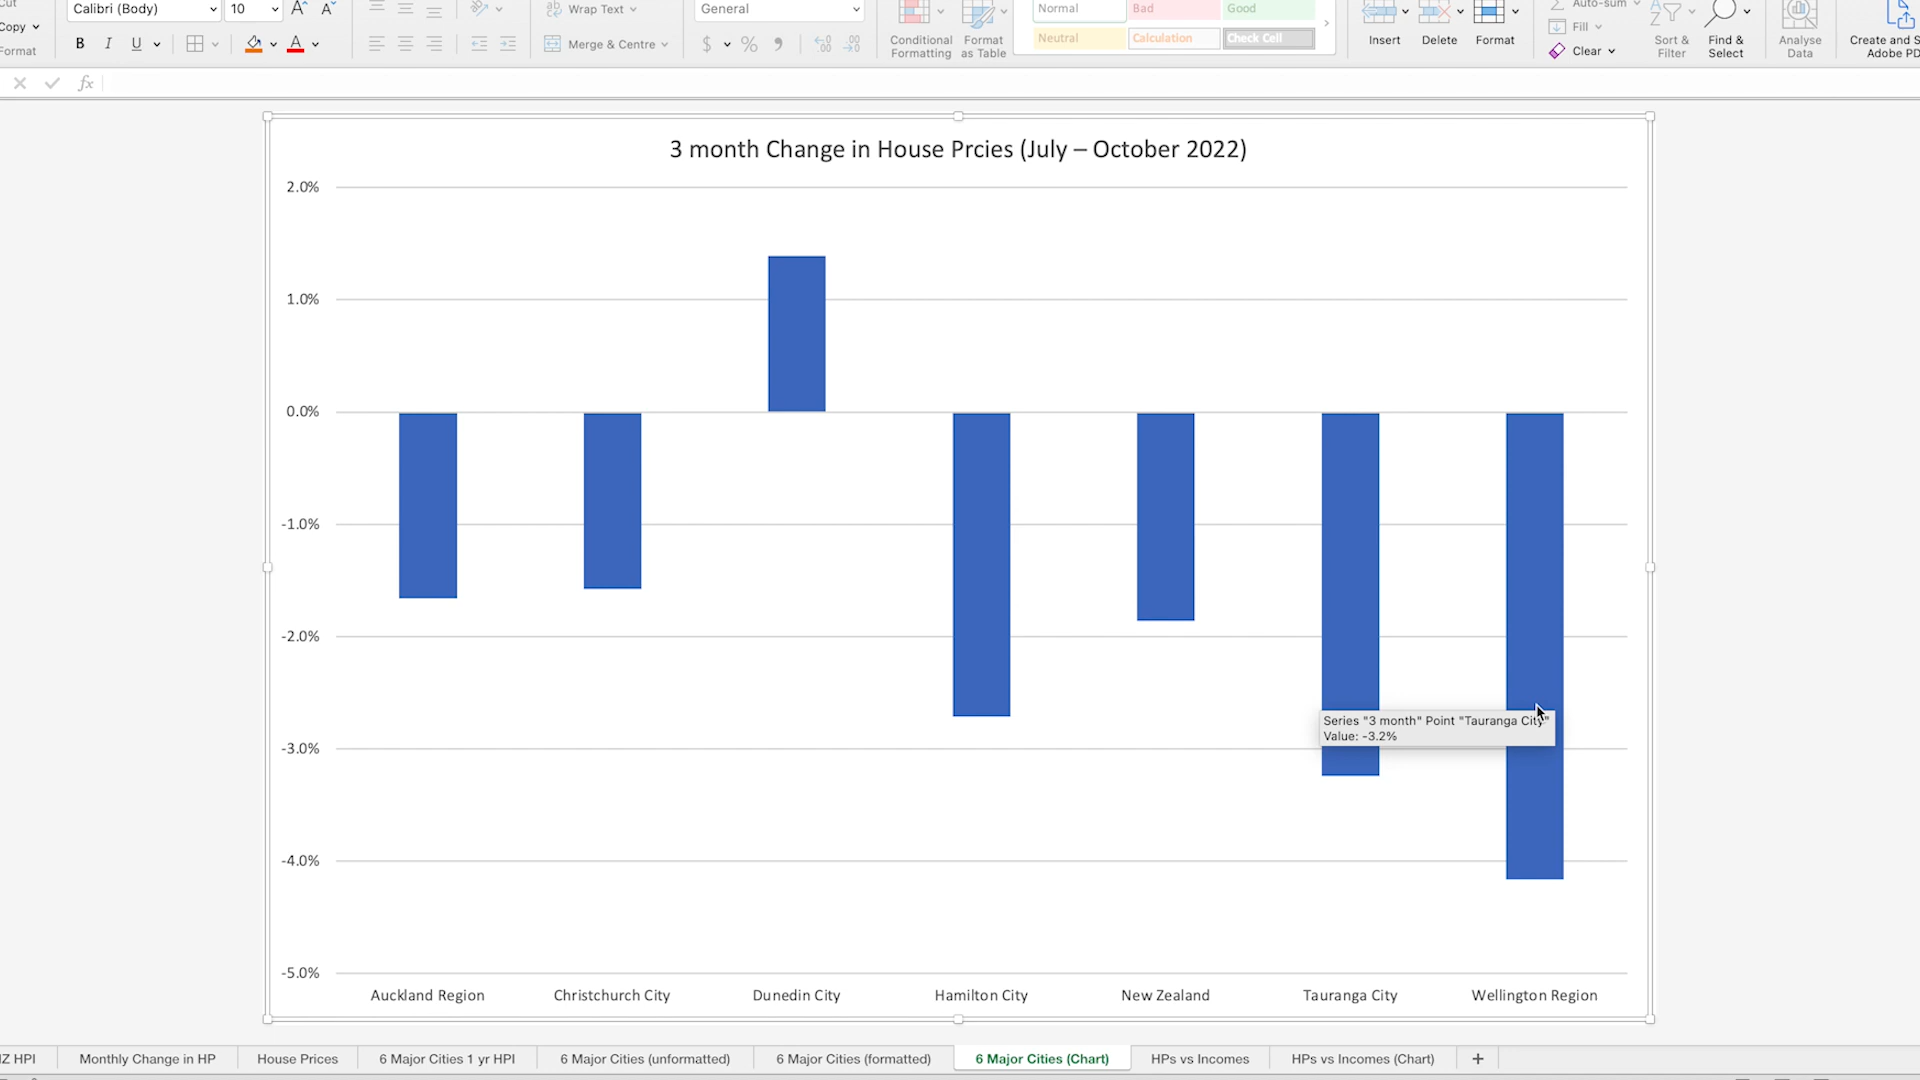 Cut
Calibri (Body)
10
Wrap Text
General
Normal
Bad
Good
Auto-sum
Copy
Format
B I U
Merge & Centre
$ %
Conditional Formatting
Format as Table
Neutral
Calculation
Check Cell
Insert
Delete
Format
Fill
Clear
Sort & Filter
Find & Select
Analyse Data
Create and S
Adobe PD
fx
3 month Change in House Prcies (July – October 2022)
2.0%
1.0%
0.0%
-1.0%
-2.0%
-3.0%
-4.0%
-5.0%
Series "3 month" Point "Tauranga City"
Value: -3.2%
Auckland Region
Christchurch City
Dunedin City
Hamilton City
New Zealand
Tauranga City
Wellington Region
IZ HPI
Monthly Change in HP
House Prices
6 Major Cities 1 yr HPI
6 Major Cities (unformatted)
6 Major Cities (formatted)
6 Major Cities (Chart)
HPs vs Incomes
HPs vs Incomes (Chart)
+